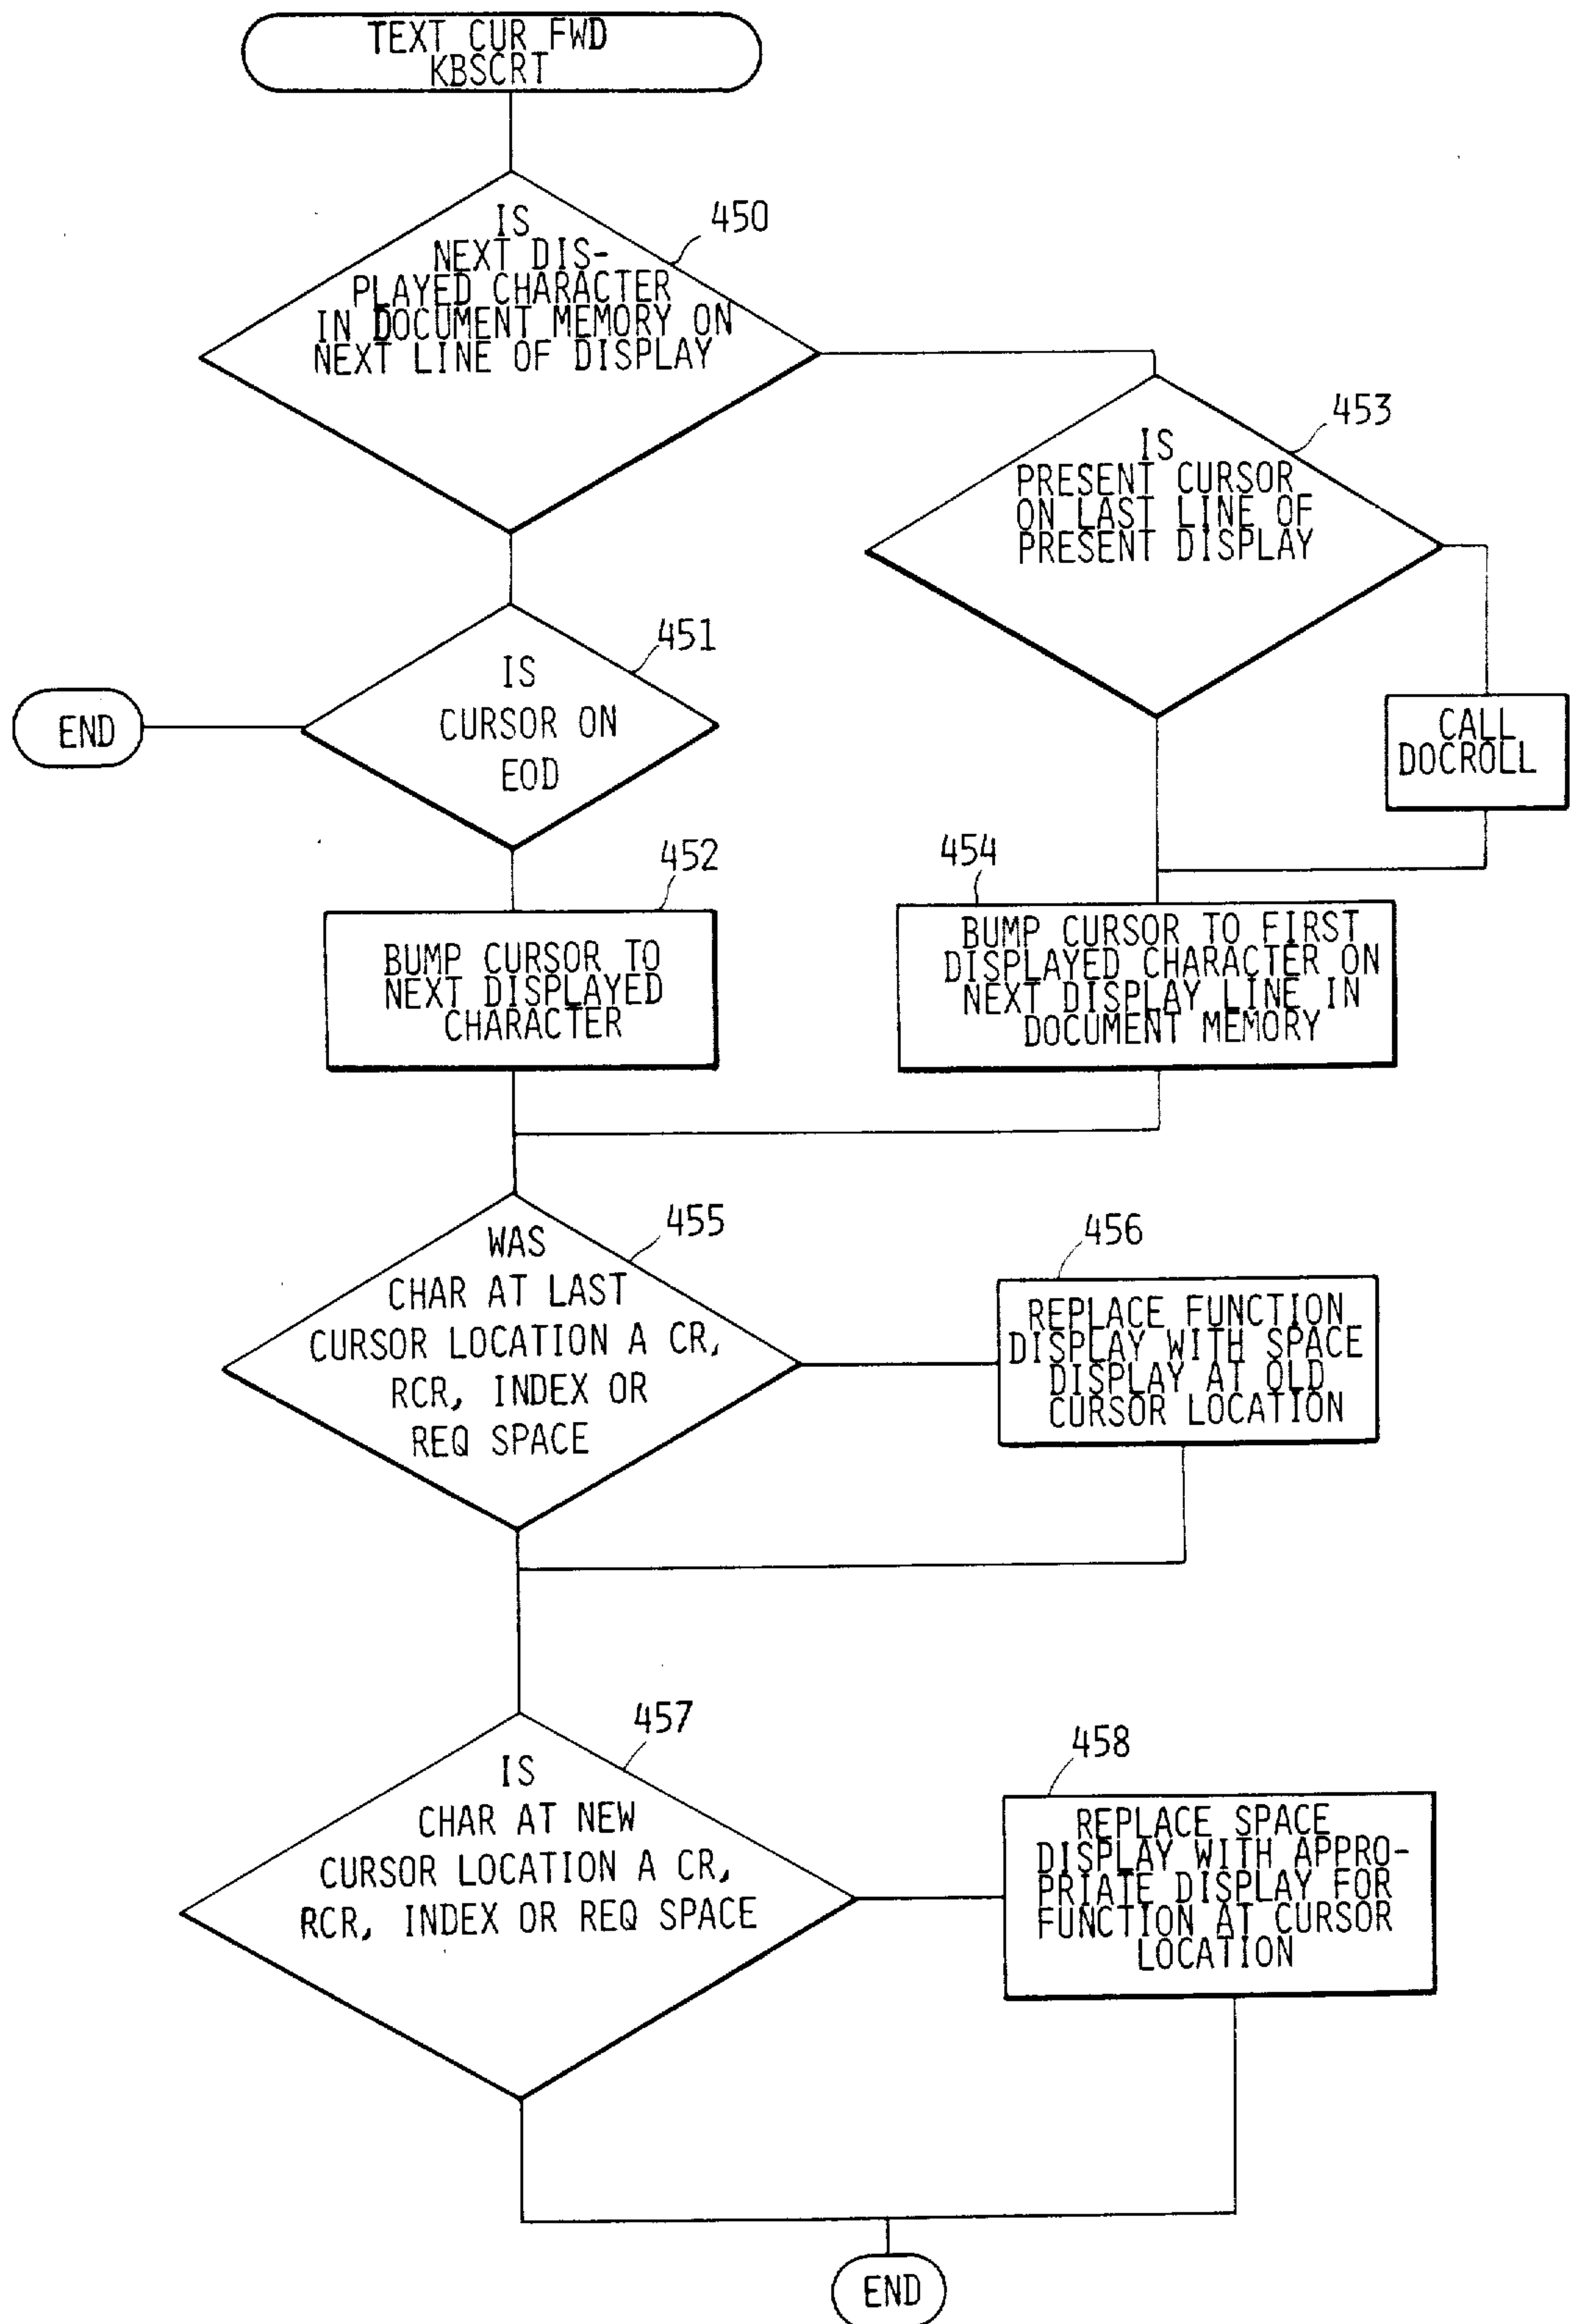 TEXT CUR FWD
KBSCRT
IS
NEXT DIS-
PLAYED CHARACTER
IN DOCUMENT MEMORY ON
NEXT LINE OF DISPLAY
450
IS
PRESENT CURSOR
ON LAST LINE OF
PRESENT DISPLAY
453
IS
CURSOR ON
EOD
451
END
CALL
DOCROLL
452
BUMP CURSOR TO
NEXT DISPLAYED
CHARACTER
454
BUMP CURSOR TO FIRST
DISPLAYED CHARACTER ON
NEXT DISPLAY LINE IN
DOCUMENT MEMORY
WAS
CHAR AT LAST
CURSOR LOCATION A CR,
RCR, INDEX OR
REQ SPACE
455
456
REPLACE FUNCTION
DISPLAY WITH SPACE
DISPLAY AT OLD
CURSOR LOCATION
IS
CHAR AT NEW
CURSOR LOCATION A CR,
RCR, INDEX OR REQ SPACE
457
458
REPLACE SPACE
DISPLAY WITH APPRO-
PRIATE DISPLAY FOR
FUNCTION AT CURSOR
LOCATION
END